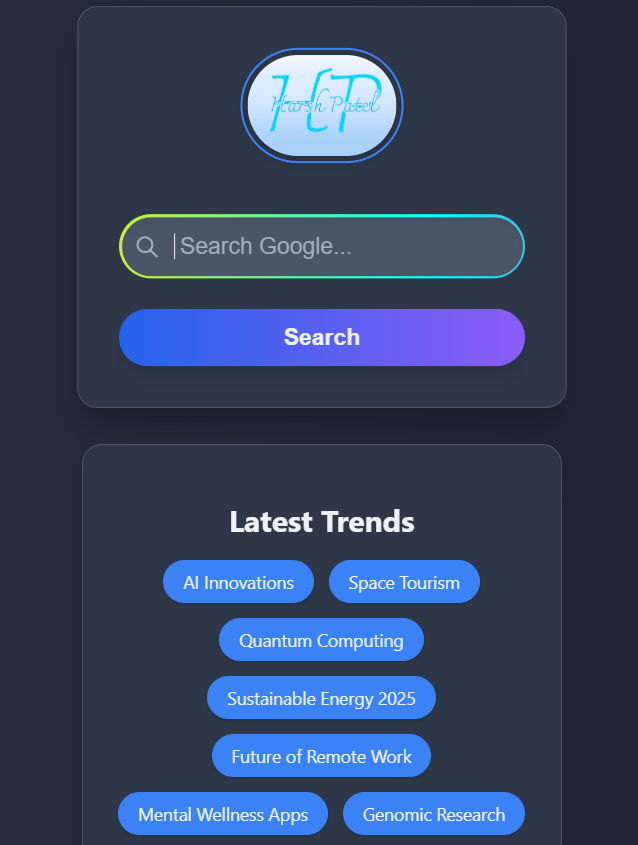 HP
Harsh Patel
Search Google...
Search
Latest Trends
AI Innovations Space Tourism
Quantum Computing
Sustainable Energy 2025
Future of Remote Work
Mental Wellness Apps Genomic Research